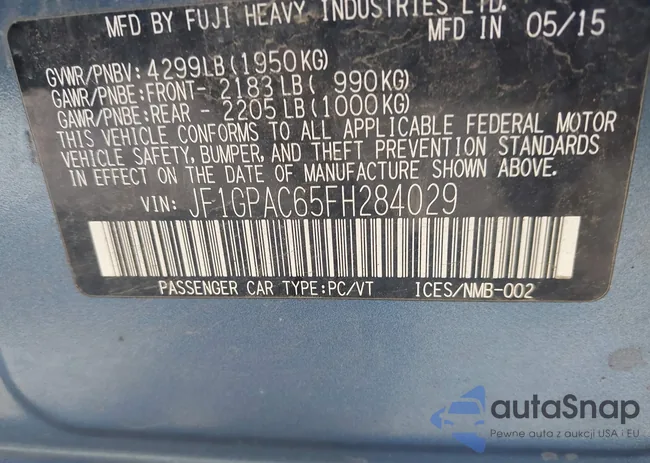 MFD BY FUJI HEAVY INDUSTRIES LTD.
MFD IN 05/15
GVWR/PNBV: 4299LB(1950KG)
GAWR/PNBE:FRONT- 2183LB( 990KG)
GAWR/PNBE:REAR - 2205LB(1000KG)
THIS VEHICLE CONFORMS TO ALL APPLICABLE FEDERAL MOTOR
VEHICLE SAFETY, BUMPER, AND THEFT PREVENTION STANDARDS
IN EFFECT ON THE DATE OF MANUFACTURE SHOWN ABOVE.
VIN: JF1GPAC65FH284029
PASSENGER CAR TYPE:PC/VT ICES/NMB-002
autaSnap
Pewne auta z aukcji USA i EU